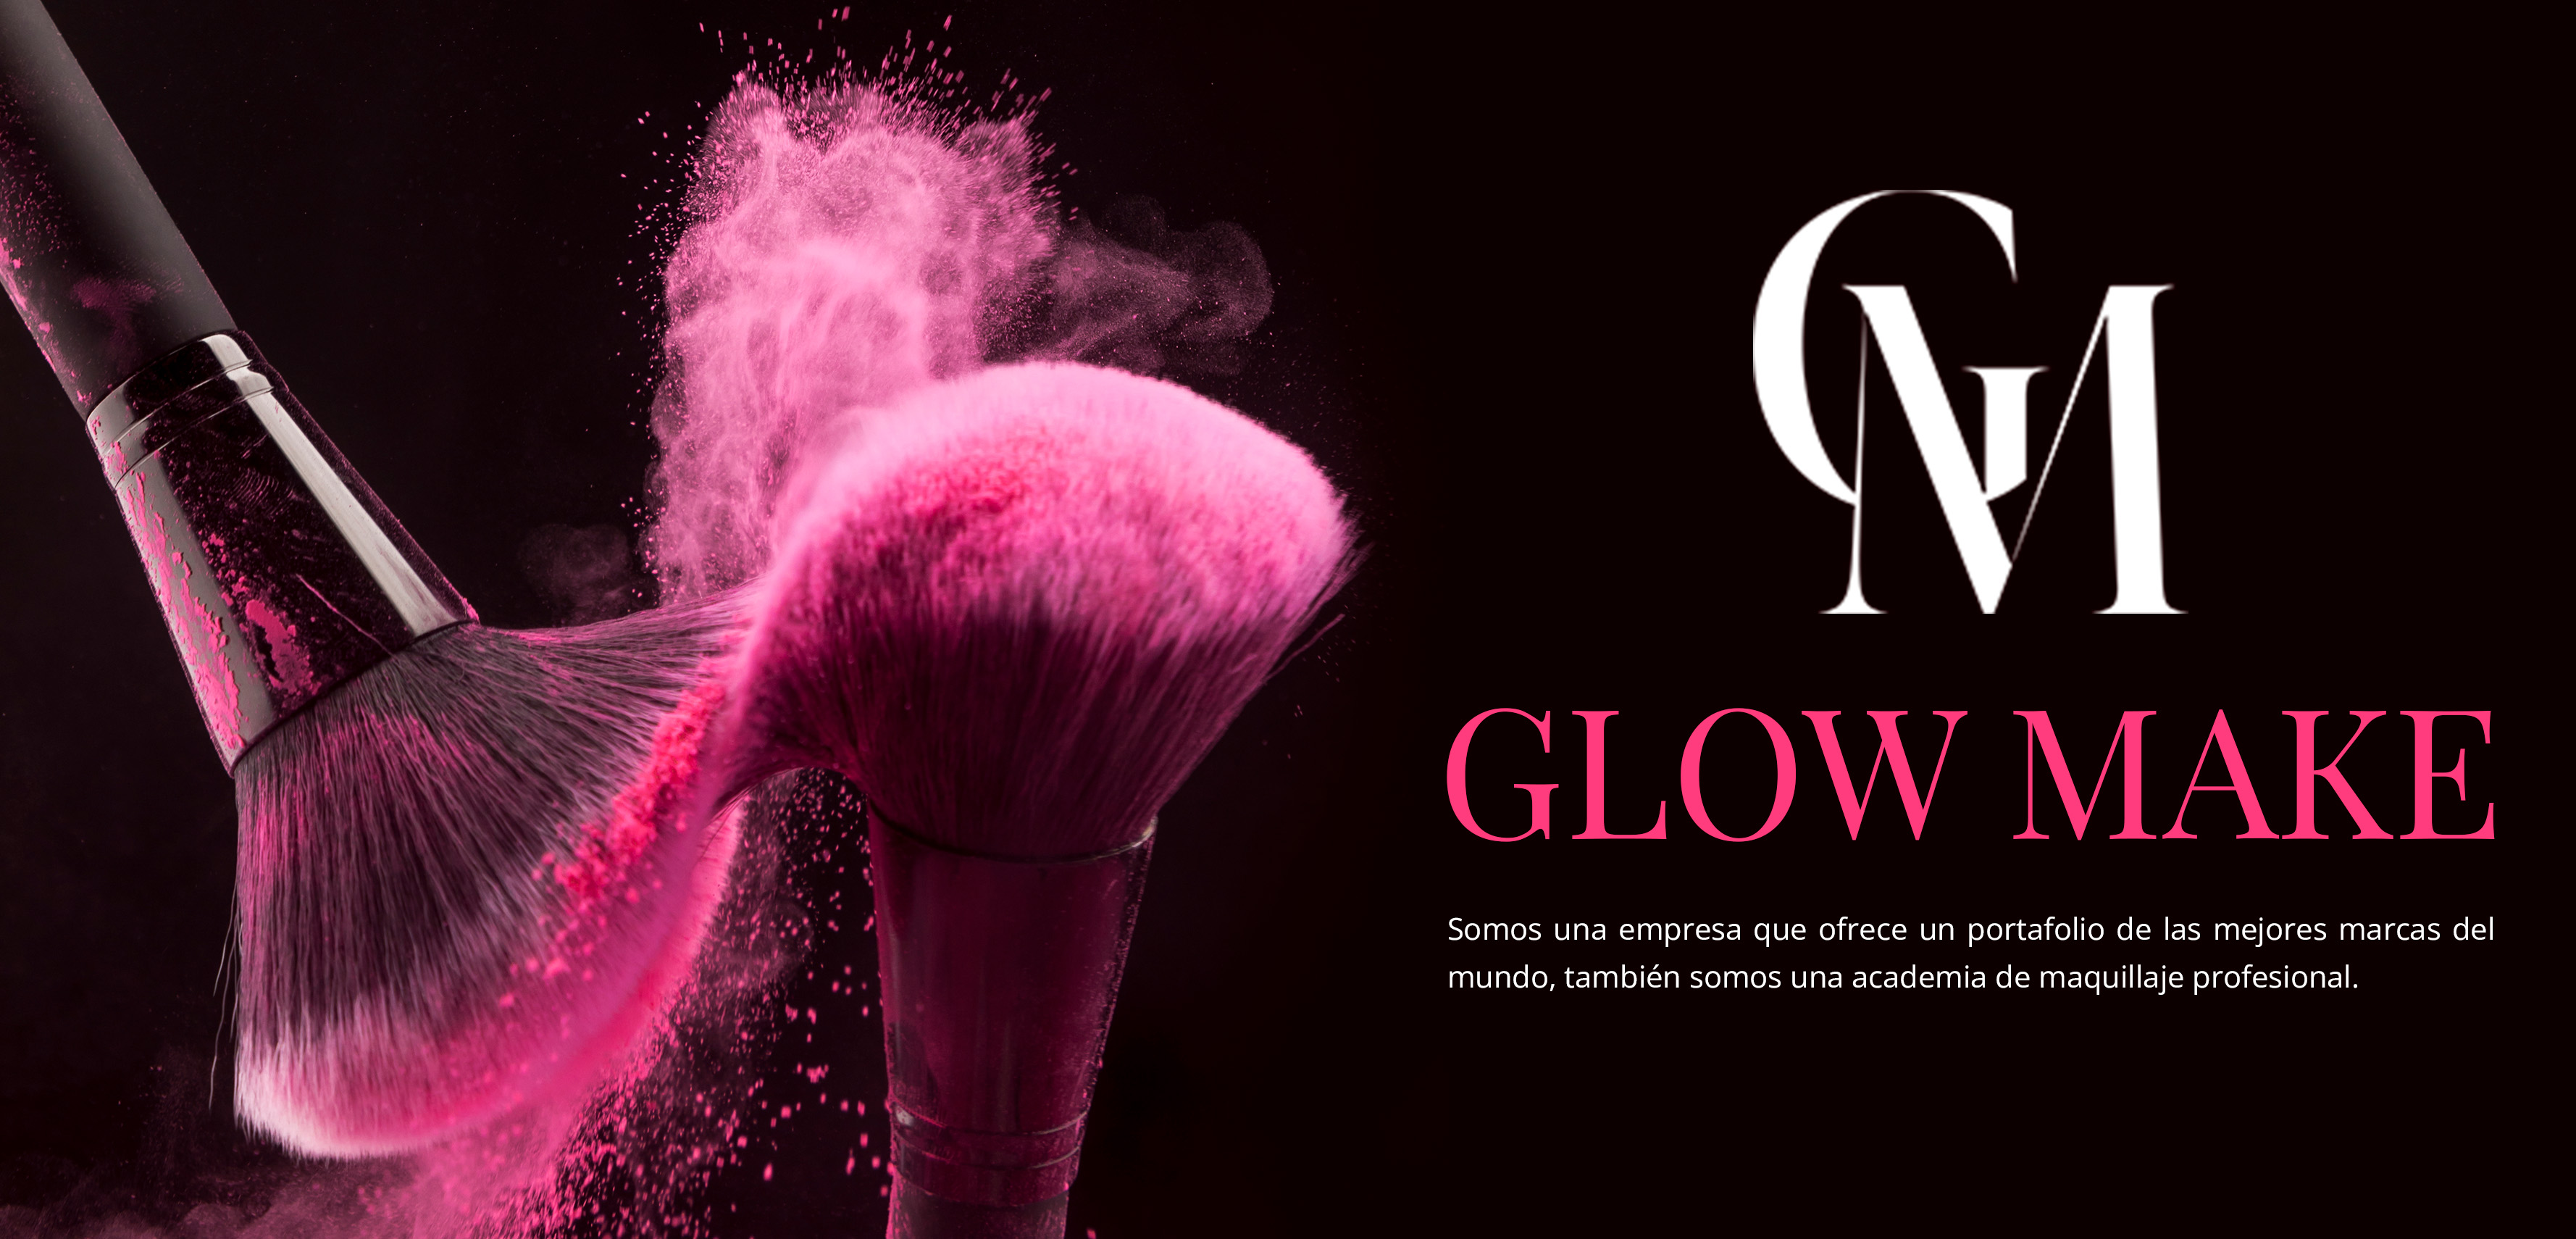 GM
GLOW MAKE
Somos una empresa que ofrece un portafolio de las mejores marcas del
mundo, también somos una academia de maquillaje profesional.